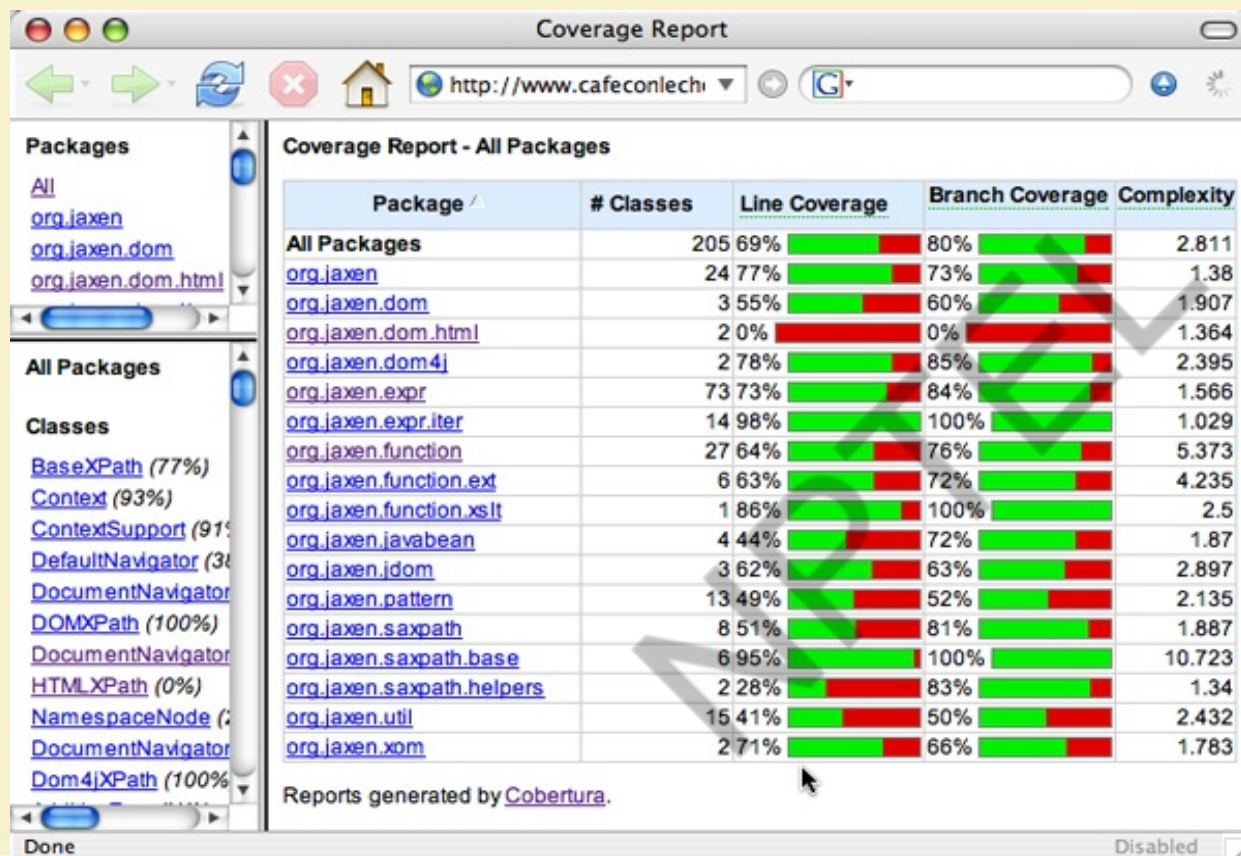 Coverage Report
http://www.cafeconlech
G
Packages
All
org.jaxen
org.jaxen.dom
org.jaxen.dom.html
All Packages
Classes
BaseXPath (77%)
Context (93%)
ContextSupport (91
DefaultNavigator (3
DocumentNavigator
DOMXPath (100%)
DocumentNavigator
HTMLXPath (0%)
NamespaceNode (2
DocumentNavigator
Dom4jXPath (100%
Coverage Report - All Packages
Package # Classes Line Coverage Branch Coverage Complexity
All Packages 205 69% 80% 2.811
org.jaxen 24 77% 73% 1.38
org.jaxen.dom 3 55% 60% 1.907
org.jaxen.dom.html 2 0% 0% 1.364
org.jaxen.dom4j 2 78% 85% 2.395
org.jaxen.expr 73 73% 84% 1.566
org.jaxen.expr.iter 14 98% 100% 1.029
org.jaxen.function 27 64% 76% 5.373
org.jaxen.function.ext 6 63% 72% 4.235
org.jaxen.function.xslt 1 86% 100% 2.5
org.jaxen.javabean 4 44% 72% 1.87
org.jaxen.jdom 3 62% 63% 2.897
org.jaxen.pattern 13 49% 52% 2.135
org.jaxen.saxpath 8 51% 81% 1.887
org.jaxen.saxpath.base 6 95% 100% 10.723
org.jaxen.saxpath.helpers 2 28% 83% 1.34
org.jaxen.util 15 41% 50% 2.432
org.jaxen.xom 2 71% 66% 1.783
Reports generated by Cobertura.
NPTEL
Done
Disabled